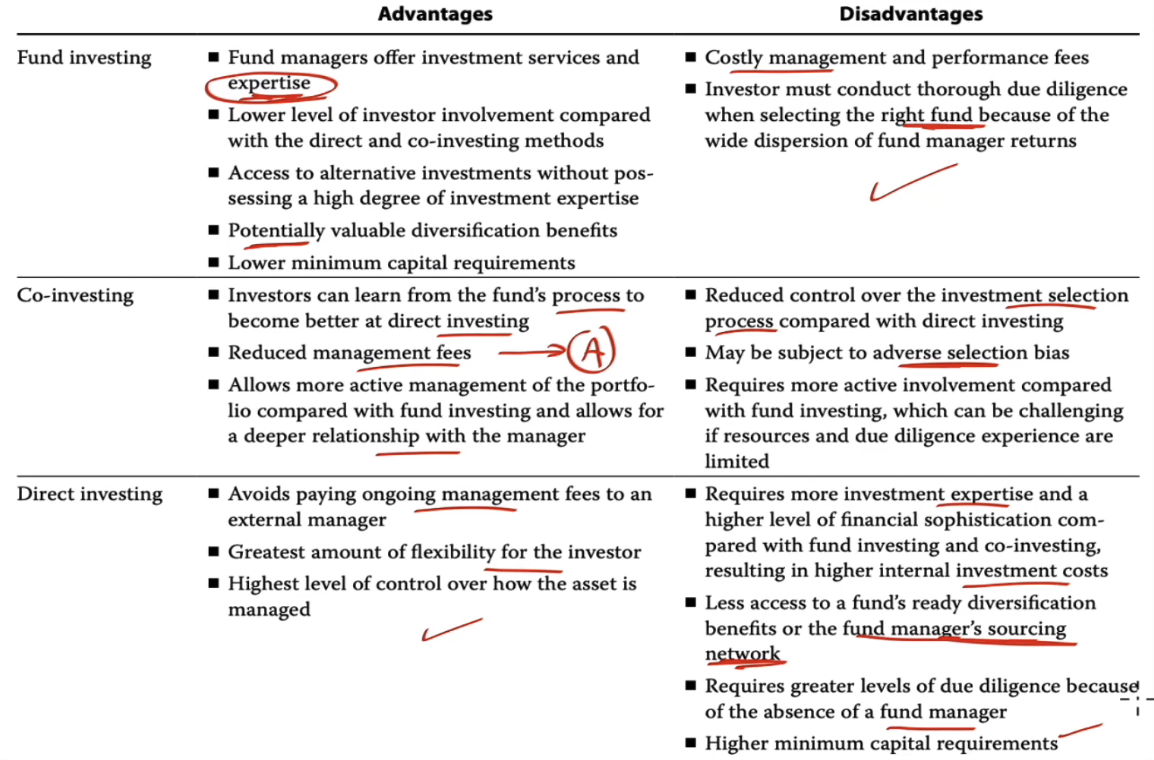 Advantages Disadvantages
Fund investing
■ Fund managers offer investment services and
expertise
■ Lower level of investor involvement compared
with the direct and co-investing methods
■ Access to alternative investments without pos-
sessing a high degree of investment expertise
■ Potentially valuable diversification benefits
■ Lower minimum capital requirements
■ Costly management and performance fees
■ Investor must conduct thorough due diligence
when selecting the right fund because of the
wide dispersion of fund manager returns
Co-investing
■ Investors can learn from the fund's process to
become better at direct investing
■ Reduced management fees
A
■ Allows more active management of the portfo-
lio compared with fund investing and allows for
a deeper relationship with the manager
■ Reduced control over the investment selection
process compared with direct investing
■ May be subject to adverse selection bias
■ Requires more active involvement compared
with fund investing, which can be challenging
if resources and due diligence experience are
limited
Direct investing
■ Avoids paying ongoing management fees to an
external manager
■ Greatest amount of flexibility for the investor
■ Highest level of control over how the asset is
managed
■ Requires more investment expertise and a
higher level of financial sophistication com-
pared with fund investing and co-investing,
resulting in higher internal investment costs
■ Less access to a fund's ready diversification
benefits or the fund manager's sourcing
network
■ Requires greater levels of due diligence because
of the absence of a fund manager
■ Higher minimum capital requirements